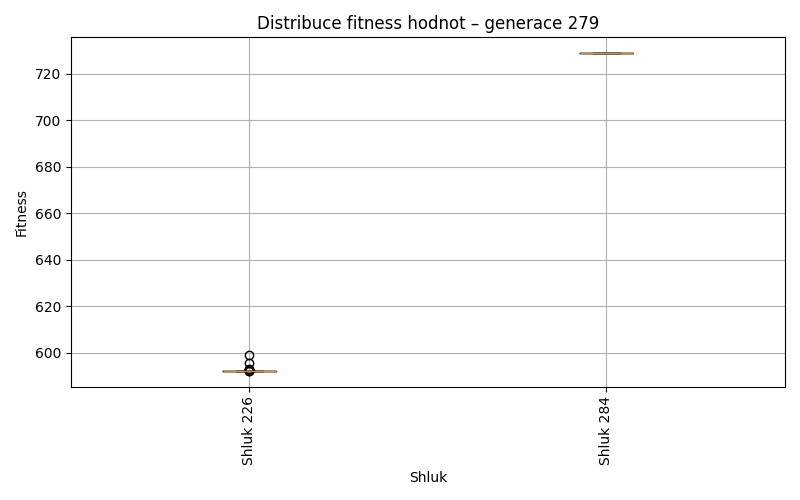 Distribuce fitness hodnot – generace 279
Fitness
720
700
680
660
640
620
600
Shluk 226
Shluk 284
Shluk